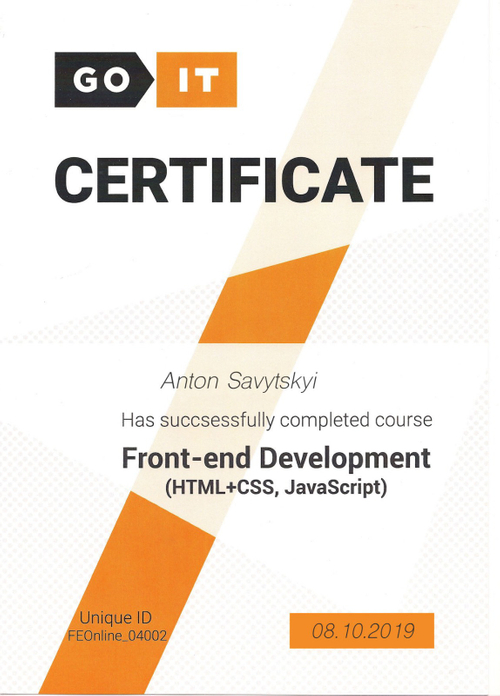 GO IT
CERTIFICATE
Anton Savytskyi
Has succsessfully completed course
Front-end Development
(HTML+CSS, JavaScript)
Unique ID
FEOnline_04002
08.10.2019